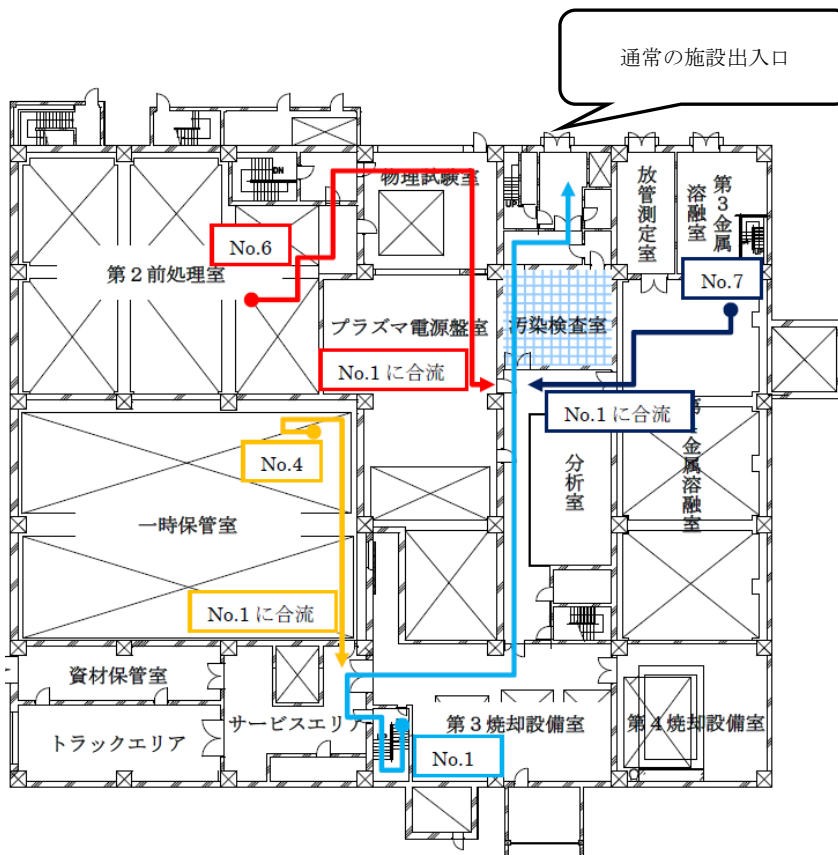 通常の施設出入口
DN
物理試験室
UP
放管測定室
第3金属
溶融室
No.6
第2前処理室
No.7
プラズマ電源盤室
汚染検査室
No.1に合流
No.1に合流
金属溶融室
分析室
No.4
一時保管室
No.1に合流
資材保管室
サービスエリア
トラックエリア
第3焼却設備室
第4焼却設備室
No.1